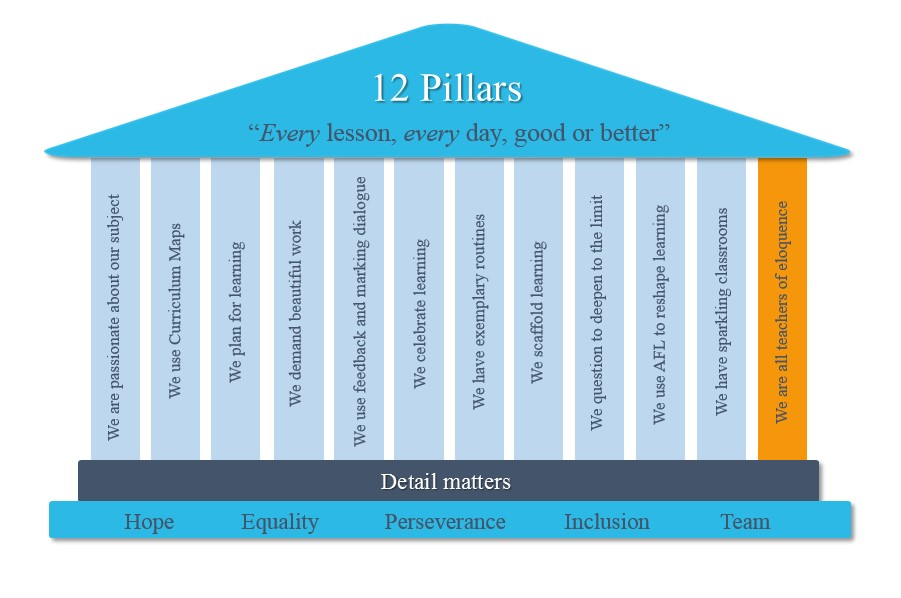 12 Pillars
“Every lesson, every day, good or better”
We are passionate about our subject
We use Curriculum Maps
We plan for learning
We demand beautiful work
We use feedback and marking dialogue
We celebrate learning
We have exemplary routines
We scaffold learning
We question to deepen to the limit
We use AFL to reshape learning
We have sparkling classrooms
We are all teachers of eloquence
Detail matters
Hope Equality Perseverance Inclusion Team